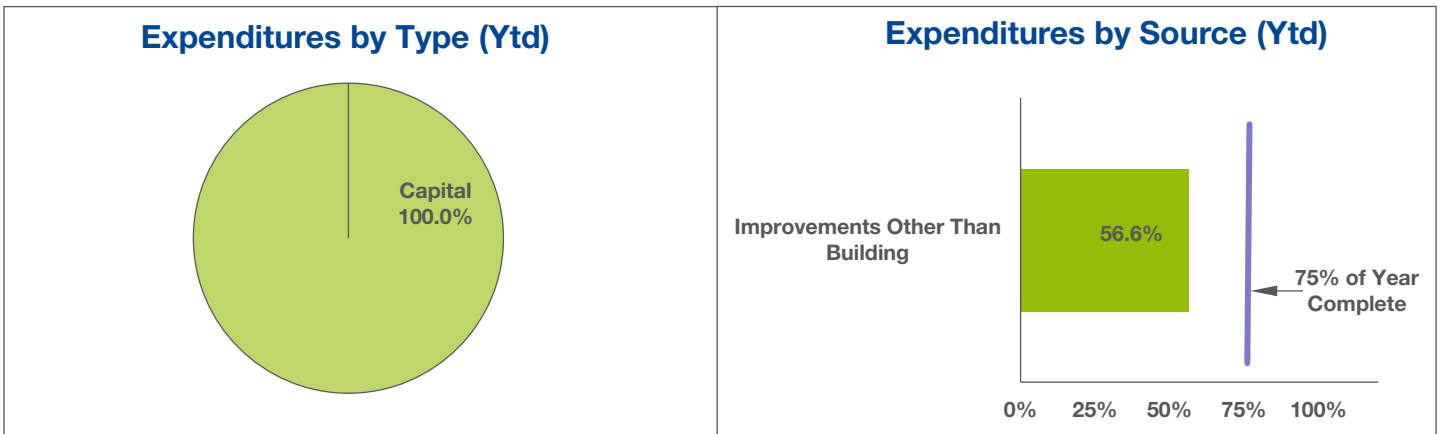 Expenditures by Type (Ytd)
Capital
100.0%
Expenditures by Source (Ytd)
Improvements Other Than
Building
56.6%
75% of Year
Complete
0% 25% 50% 75% 100%